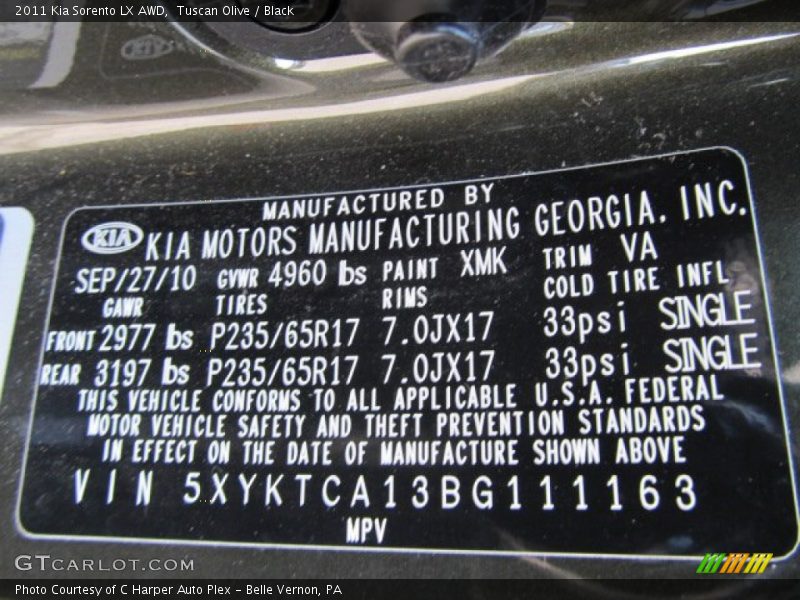 2011 Kia Sorento LX AWD,  Tuscan Olive / Black
KIA
MANUFACTURED BY
KIA KIA MOTORS MANUFACTURING GEORGIA. INC.
SEP/27/10 GVWR 4960 lbs PAINT XMK TRIM VA
GAWR TIRES RIMS COLD TIRE INFL
FRONT 2977 lbs P235/65R17 7.0JX17 33psi SINGLE
REAR 3197 lbs P235/65R17 7.0JX17 33psi SINGLE
THIS VEHICLE CONFORMS TO ALL APPLICABLE U.S.A. FEDERAL
MOTOR VEHICLE SAFETY AND THEFT PREVENTION STANDARDS
IN EFFECT ON THE DATE OF MANUFACTURE SHOWN ABOVE
VIN 5XYKTCA13BG111163
MPV
GTCARLOT.COM
Photo Courtesy of C Harper Auto Plex - Belle Vernon, PA